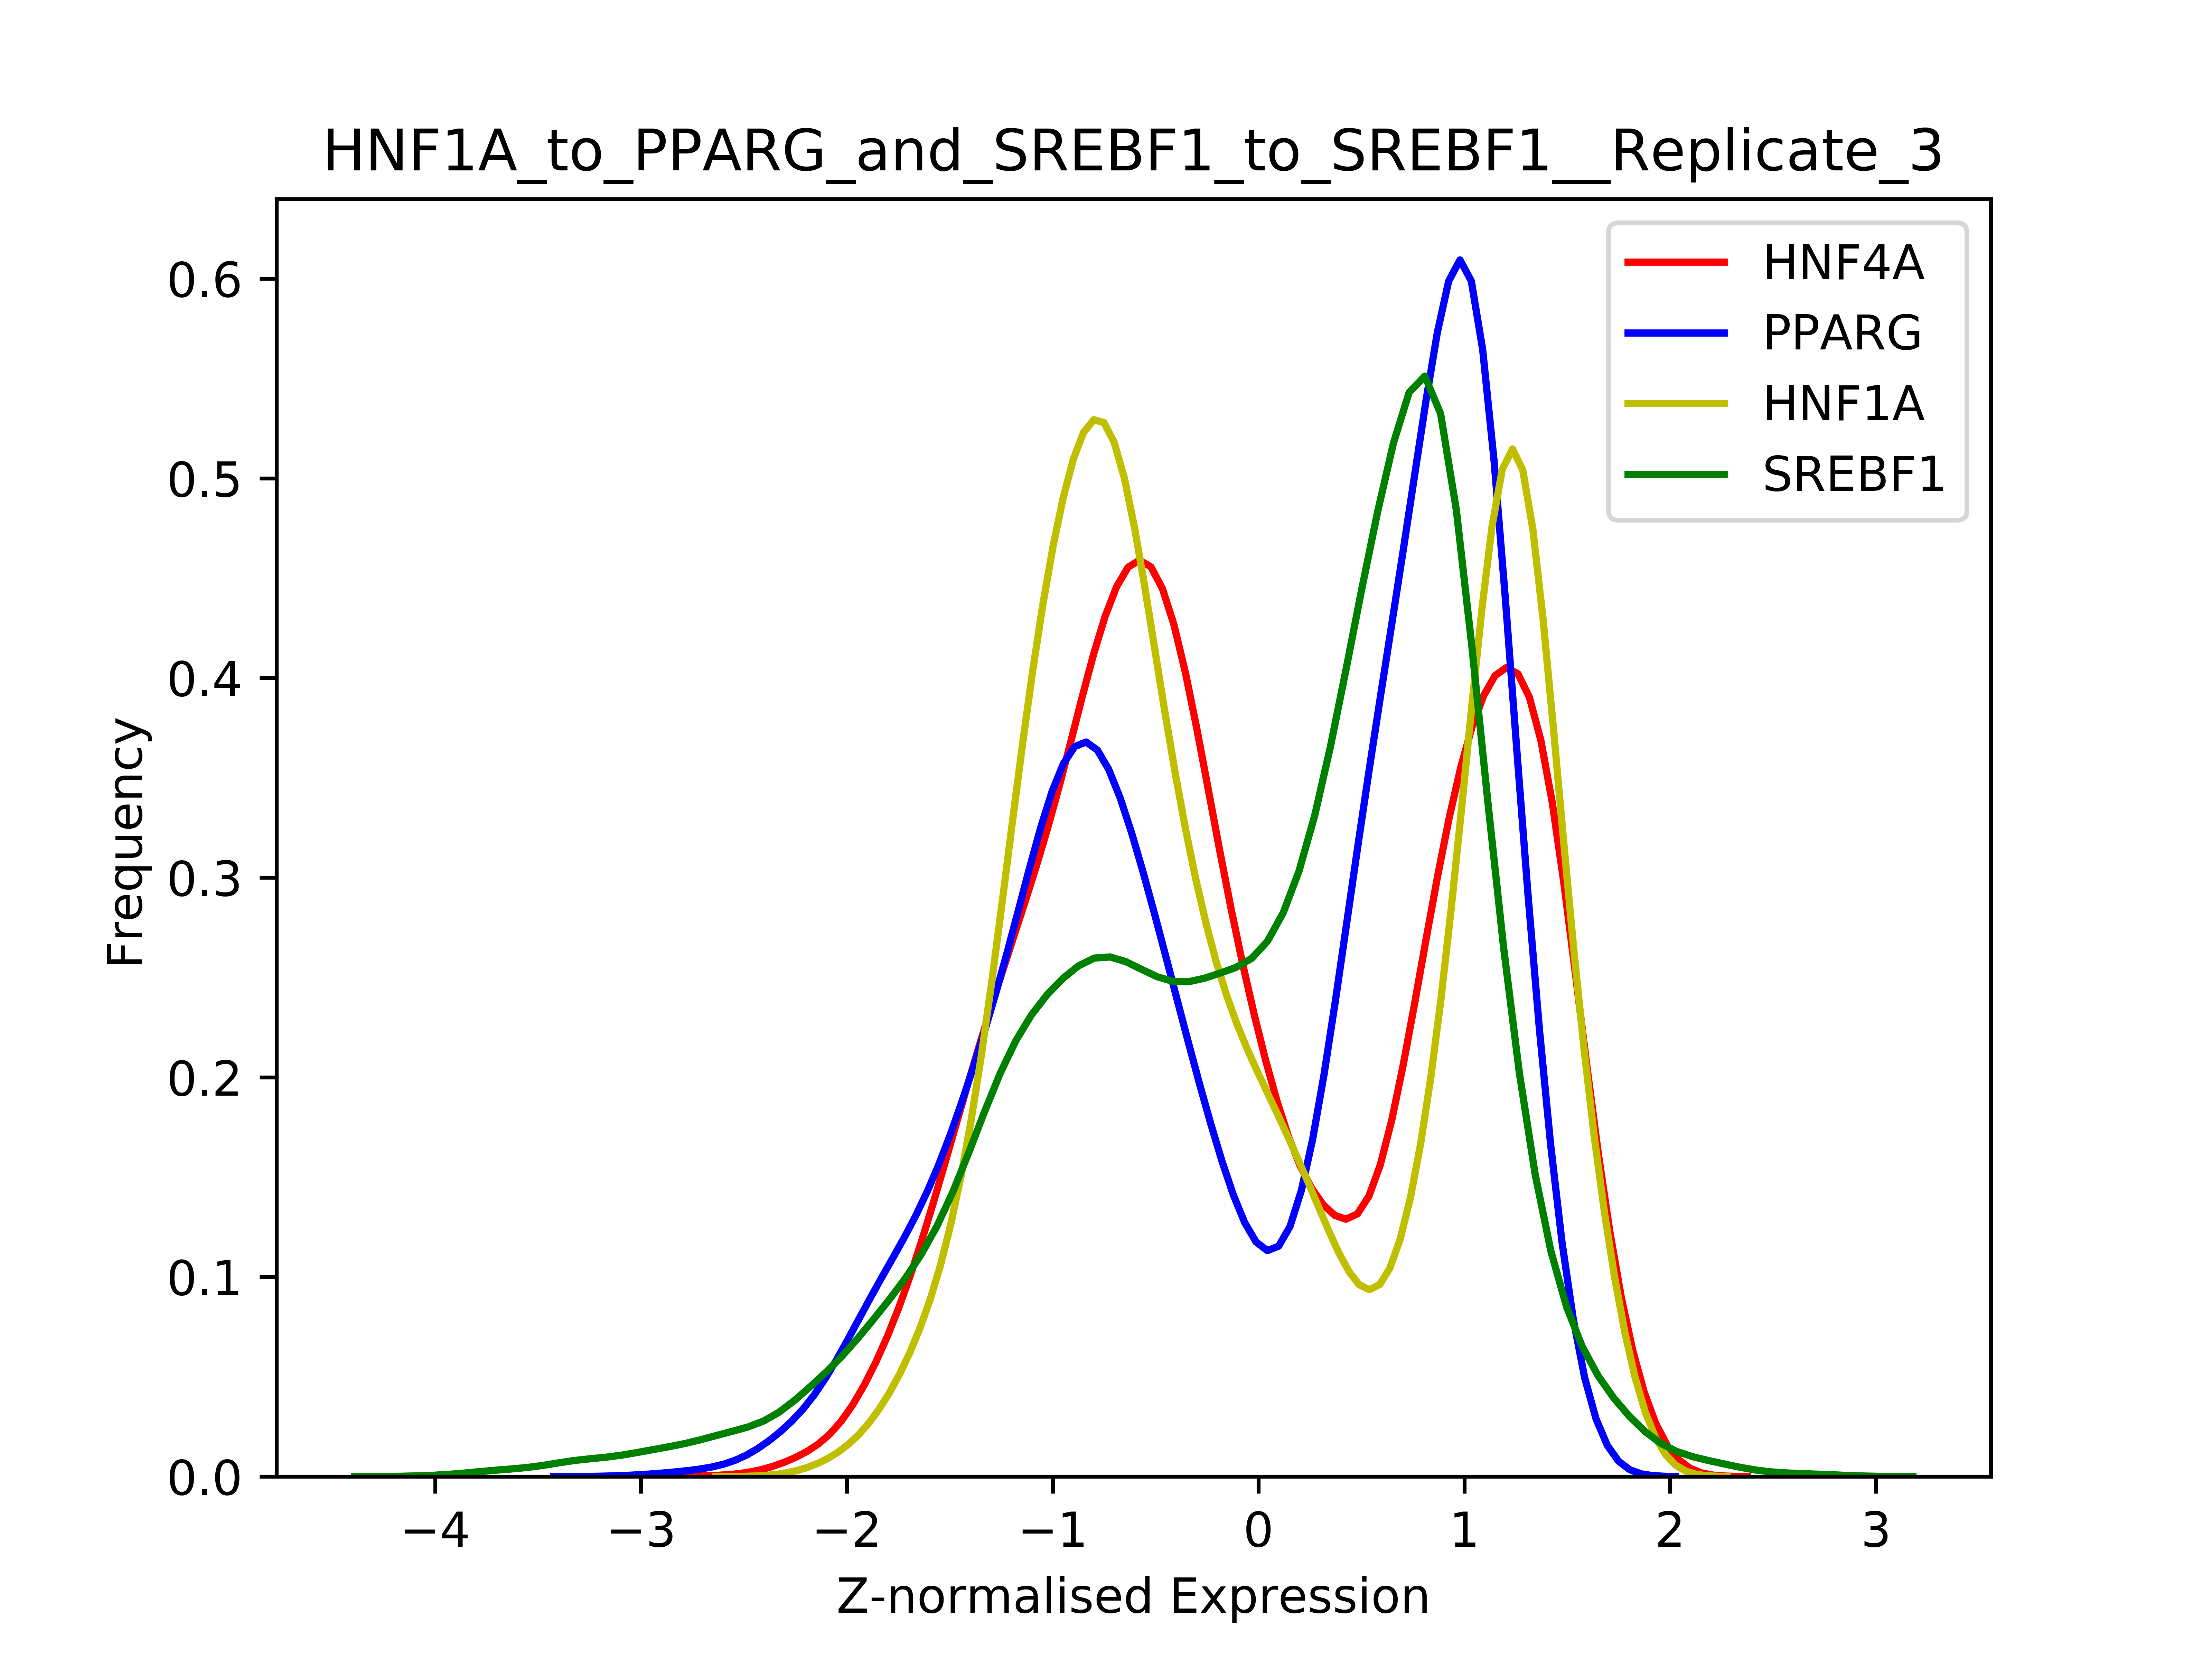 HNF1A_to_PPARG_and_SREBF1_to_SREBF1__Replicate_3
HNF4A
PPARG
HNF1A
SREBF1
Frequency
0.6
0.5
0.4
0.3
0.2
0.1
0.0
−4 −3 −2 −1 0 1 2 3
Z-normalised Expression